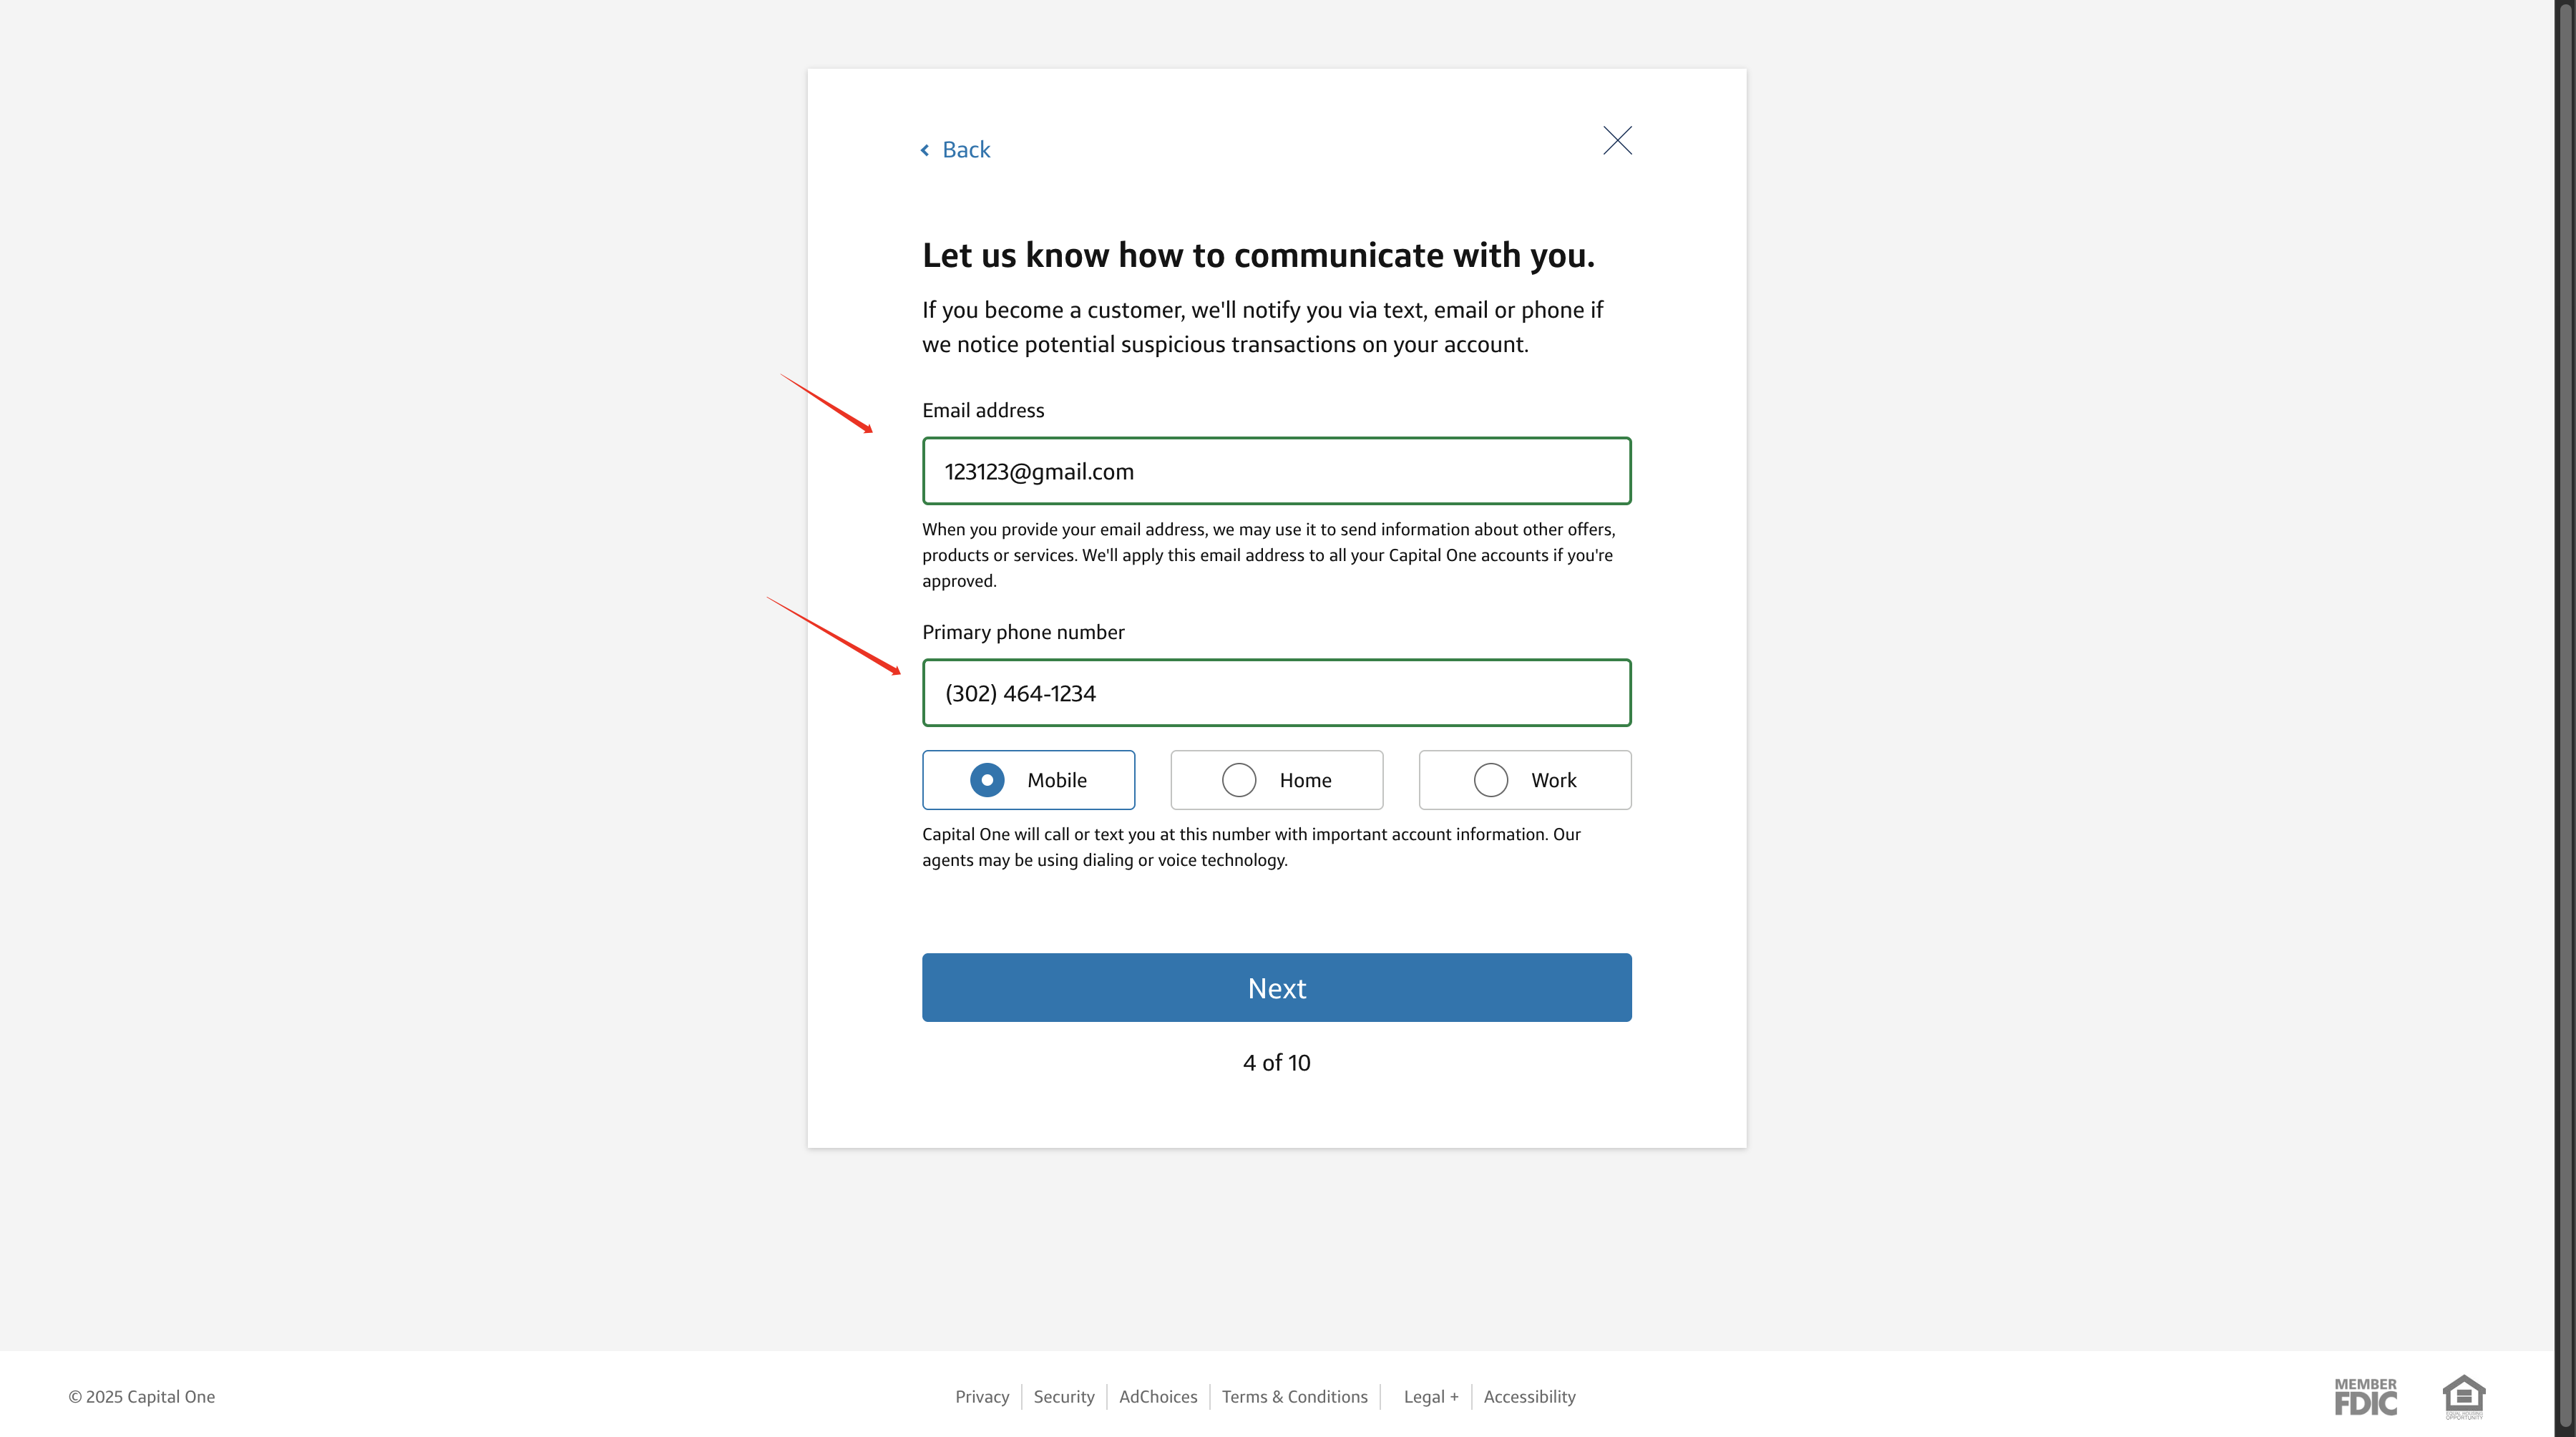 Back
Let us know how to communicate with you.
If you become a customer, we'll notify you via text, email or phone if
we notice potential suspicious transactions on your account.
Email address
123123@gmail.com
When you provide your email address, we may use it to send information about other offers,
products or services. We'll apply this email address to all your Capital One accounts if you're
approved.
Primary phone number
(302) 464-1234
Mobile
Home
Work
Capital One will call or text you at this number with important account information. Our
agents may be using dialing or voice technology.
Next
4 of 10
© 2025 Capital One
Privacy
Security
AdChoices
Terms & Conditions
Legal +
Accessibility
MEMBER
FDIC
EQUAL HOUSING
OPPORTUNITY